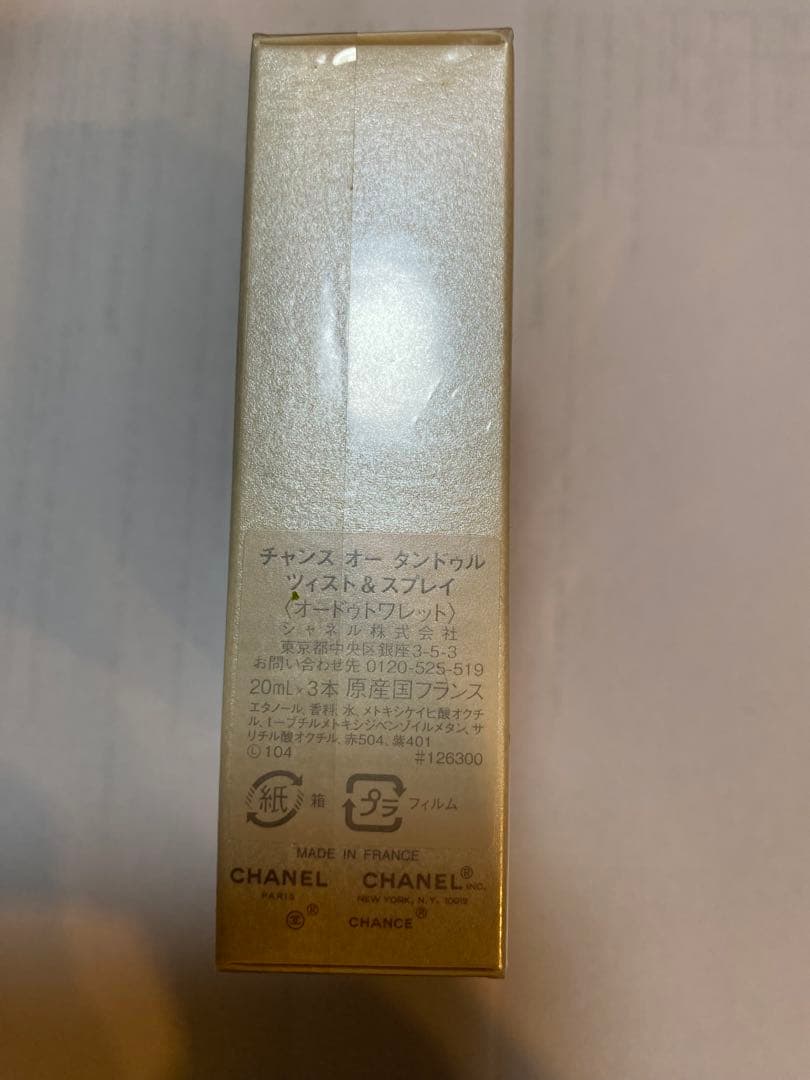 チャンス オー タンドゥル
ツィスト&スプレイ
〈オードゥトワレット〉
シャネル株式会社
東京都中央区銀座3-5-3
お問い合わせ先 0120-525-519
20mL×3本 原産国フランス
エタノール、香料、水、メトキシケイヒ酸オクチ
ル、t-ブチルメトキシジベンゾイルメタン、サ
リチル酸オクチル、赤504、紫401
Ⓛ104 #126300
紙 箱 プラ フィルム
MADE IN FRANCE
CHANEL CHANEL® INC.
PARIS NEW YORK, N.Y. 10019
® CHANCE®